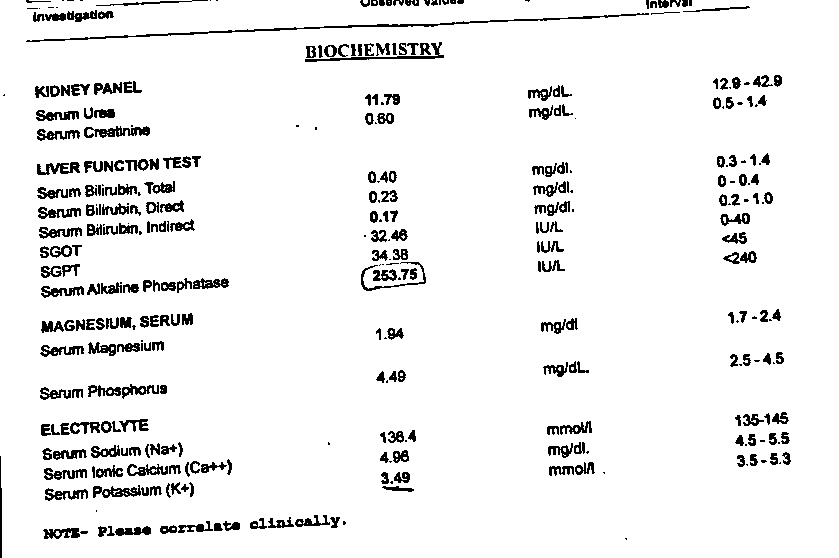 Investigation Observed Values Interval
BIOCHEMISTRY
KIDNEY PANEL
Serum Urea 11.79 mg/dL. 12.9 - 42.9
Serum Creatinine 0.60 mg/dL. 0.5 - 1.4
LIVER FUNCTION TEST
Serum Bilirubin, Total 0.40 mg/dl. 0.3 - 1.4
Serum Bilirubin, Direct 0.23 mg/dl. 0 - 0.4
Serum Bilirubin, Indirect 0.17 mg/dl. 0.2 - 1.0
SGOT 32.46 IU/L 0-40
SGPT 34.38 IU/L <45
Serum Alkaline Phosphatase 253.75 IU/L <240
MAGNESIUM, SERUM
Serum Magnesium 1.94 mg/dl 1.7 - 2.4
Serum Phosphorus 4.49 mg/dL. 2.5 - 4.5
ELECTROLYTE
Serum Sodium (Na+) 136.4 mmol/l 135-145
Serum Ionic Calcium (Ca++) 4.96 mg/dl. 4.5 - 5.5
Serum Potassium (K+) 3.49 mmol/l . 3.5 - 5.3
NOTE- Please correlate clinically.